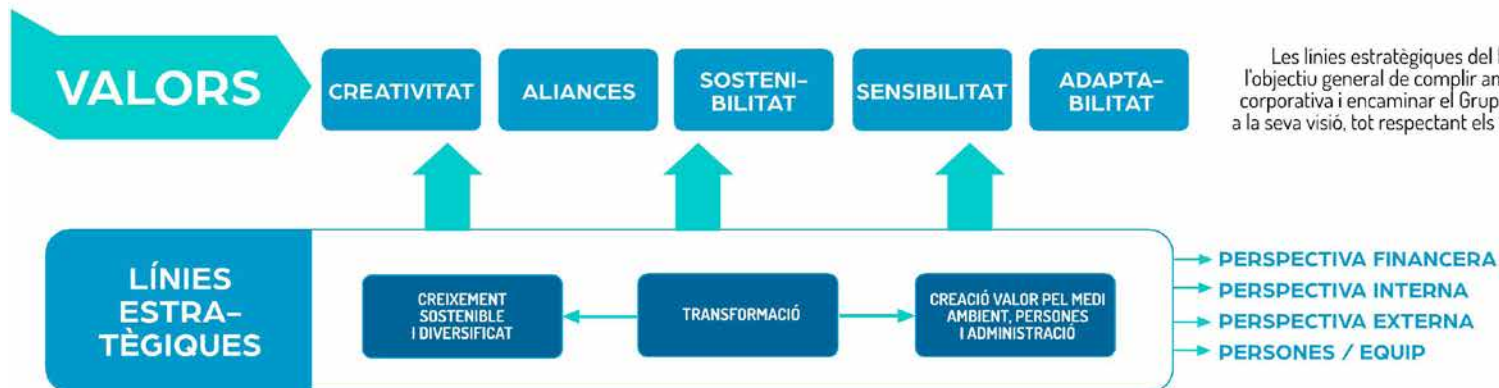 VALORS
CREATIVITAT
ALIANCES
SOSTENI-
BILITAT
SENSIBILITAT
ADAPTA-
BILITAT
Les línies estratègiques del
l'objectiu general de complir
corporativa i encaminar el Grup
a la seva visió, tot respectant els
LÍNIES
ESTRA-
TÈGIQUES
CREIXEMENT
SOSTENIBLE
I DIVERSIFICAT
TRANSFORMACIÓ
CREACIÓ VALOR PEL MEDI
AMBIENT, PERSONES
I ADMINISTRACIÓ
PERSPECTIVA FINANCERA
PERSPECTIVA INTERNA
PERSPECTIVA EXTERNA
PERSONES / EQUIP